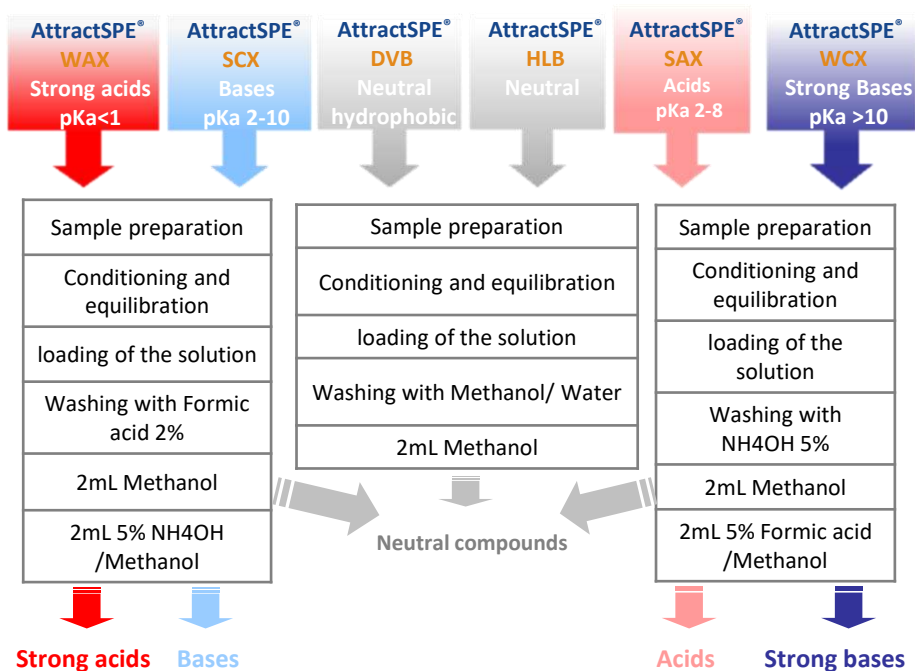 AttractSPE®
WAX
Strong acids
pKa<1
AttractSPE®
SCX
Bases
pKa 2-10
AttractSPE®
DVB
Neutral
hydrophobic
AttractSPE®
HLB
Neutral
AttractSPE®
SAX
Acids
pKa 2-8
AttractSPE®
WCX
Strong Bases
pKa >10
Sample preparation
Conditioning and
equilibration
loading of the solution
Washing with Formic
acid 2%
2mL Methanol
2mL 5% NH4OH
/Methanol
Strong acids
Bases
Sample preparation
Conditioning and equilibration
loading of the solution
Washing with Methanol/ Water
2mL Methanol
Neutral compounds
Sample preparation
Conditioning and
equilibration
loading of the
solution
Washing with
NH4OH 5%
2mL Methanol
2mL 5% Formic acid
/Methanol
Acids
Strong bases